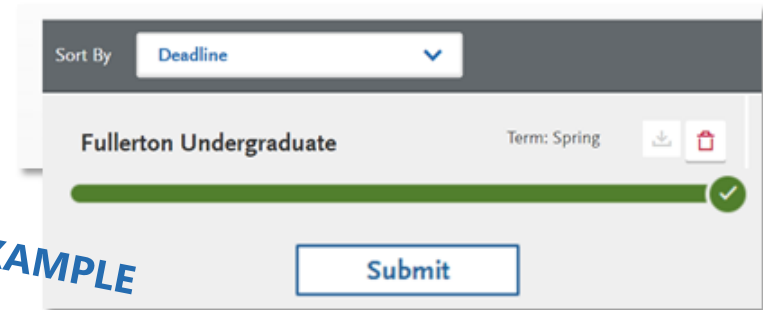 Sort By Deadline
Fullerton Undergraduate Term: Spring
Submit
XAMPLE